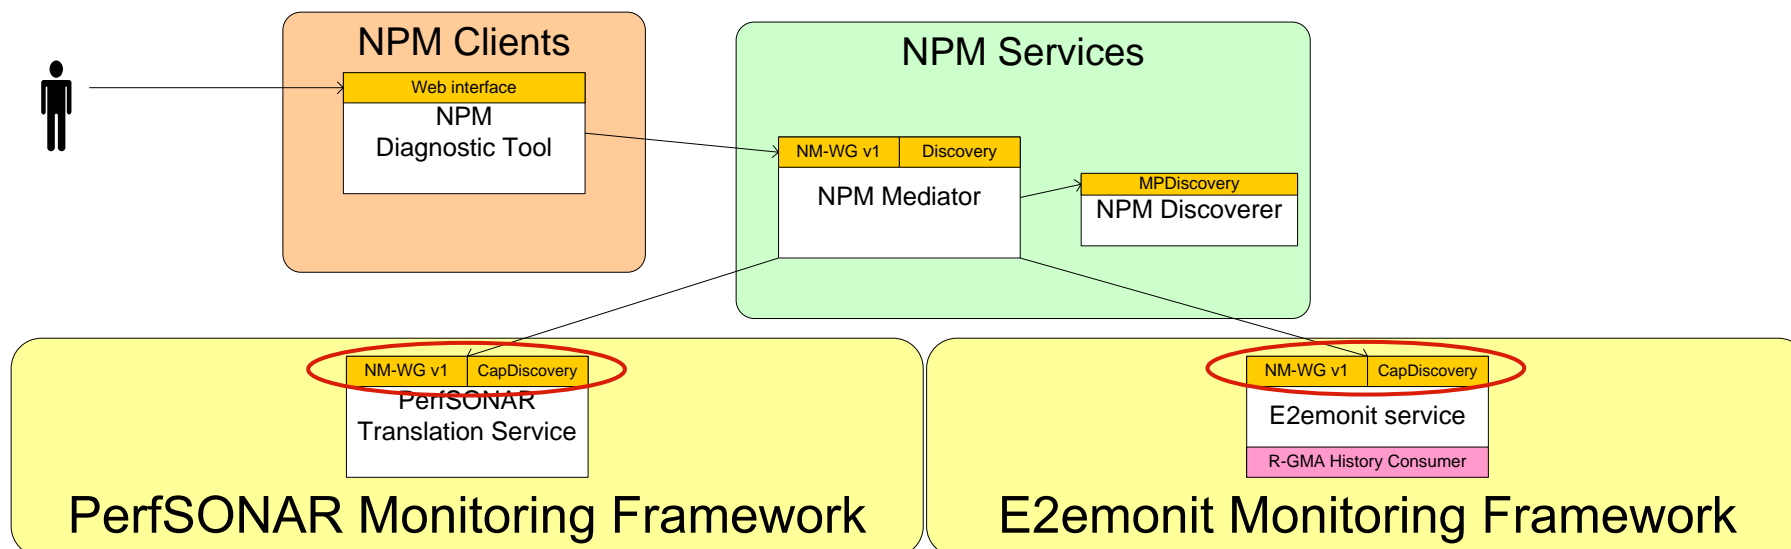 NPM Clients
Web interface
NPM
Diagnostic Tool
NPM Services
NM-WG v1
Discovery
NPM Mediator
MPDiscovery
NPM Discoverer
NM-WG v1
CapDiscovery
PerfSONAR
Translation Service
PerfSONAR Monitoring Framework
NM-WG v1
CapDiscovery
E2emonit service
R-GMA History Consumer
E2emonit Monitoring Framework